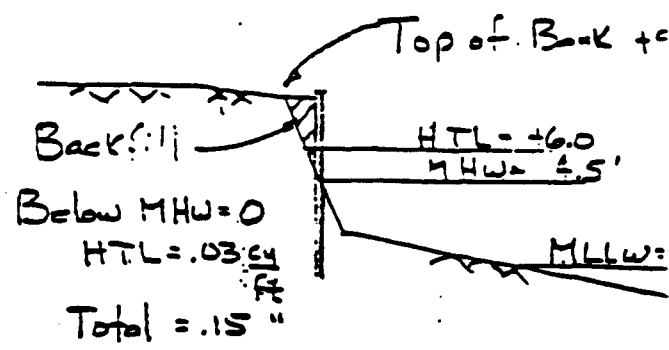 Top of Bank
HTL = +6.0
MHW = 4.5'
Backfill
Below MHW = 0
HTL = .03 cy/ft
MLLW =
Total = .15 "